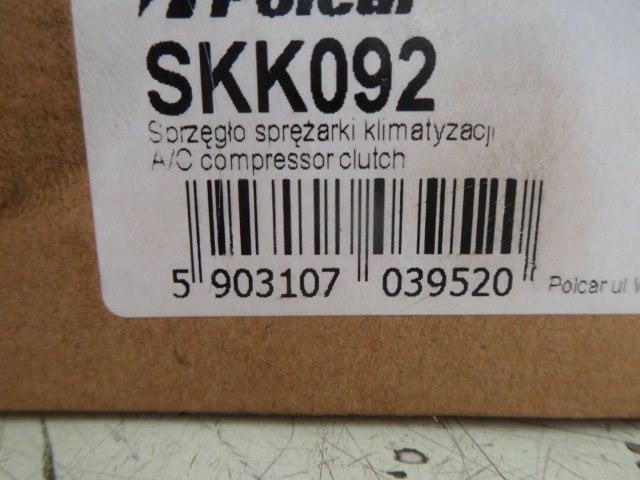 Polcar
SKK092
Sprzęgło sprężarki klimatyzacji
A/C compressor clutch
5 903107 039520
Polcar ul